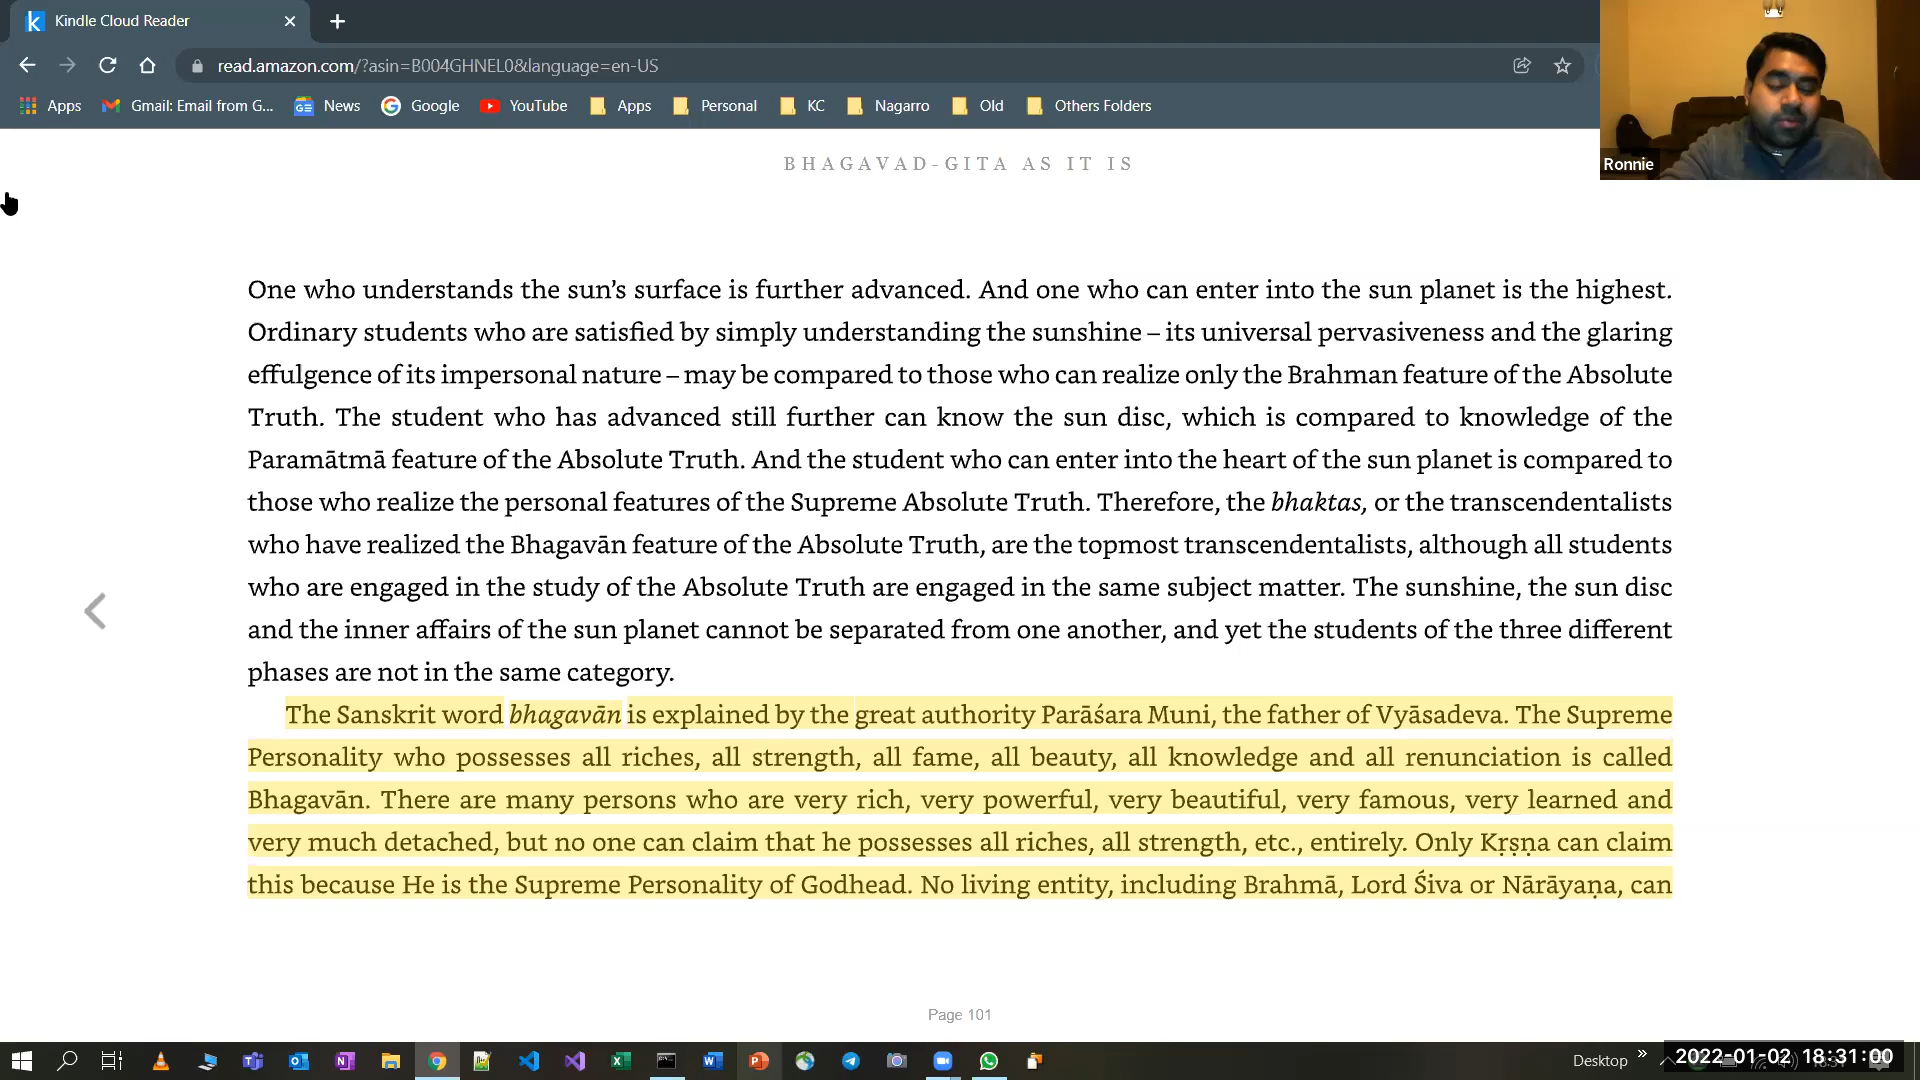 Kindle Cloud Reader
read.amazon.com/?asin=B004GHNEL0&language=en-US
Apps Gmail: Email from G... News Google YouTube Apps Personal KC Nagarro Old Others Folders
Ronnie
BHAGAVAD-GITA AS IT IS
One who understands the sun’s surface is further advanced. And one who can enter into the sun planet is the highest.
Ordinary students who are satisfied by simply understanding the sunshine – its universal pervasiveness and the glaring
effulgence of its impersonal nature – may be compared to those who can realize only the Brahman feature of the Absolute
Truth. The student who has advanced still further can know the sun disc, which is compared to knowledge of the
Paramātmā feature of the Absolute Truth. And the student who can enter into the heart of the sun planet is compared to
those who realize the personal features of the Supreme Absolute Truth. Therefore, the bhaktas, or the transcendentalists
who have realized the Bhagavān feature of the Absolute Truth, are the topmost transcendentalists, although all students
who are engaged in the study of the Absolute Truth are engaged in the same subject matter. The sunshine, the sun disc
and the inner affairs of the sun planet cannot be separated from one another, and yet the students of the three different
phases are not in the same category.
The Sanskrit word bhagavān is explained by the great authority Parāśara Muni, the father of Vyāsadeva. The Supreme
Personality who possesses all riches, all strength, all fame, all beauty, all knowledge and all renunciation is called
Bhagavān. There are many persons who are very rich, very powerful, very beautiful, very famous, very learned and
very much detached, but no one can claim that he possesses all riches, all strength, etc., entirely. Only Kṛṣṇa can claim
this because He is the Supreme Personality of Godhead. No living entity, including Brahmā, Lord Śiva or Nārāyaṇa, can
Page 101
Desktop 2022-01-02 18:31:00